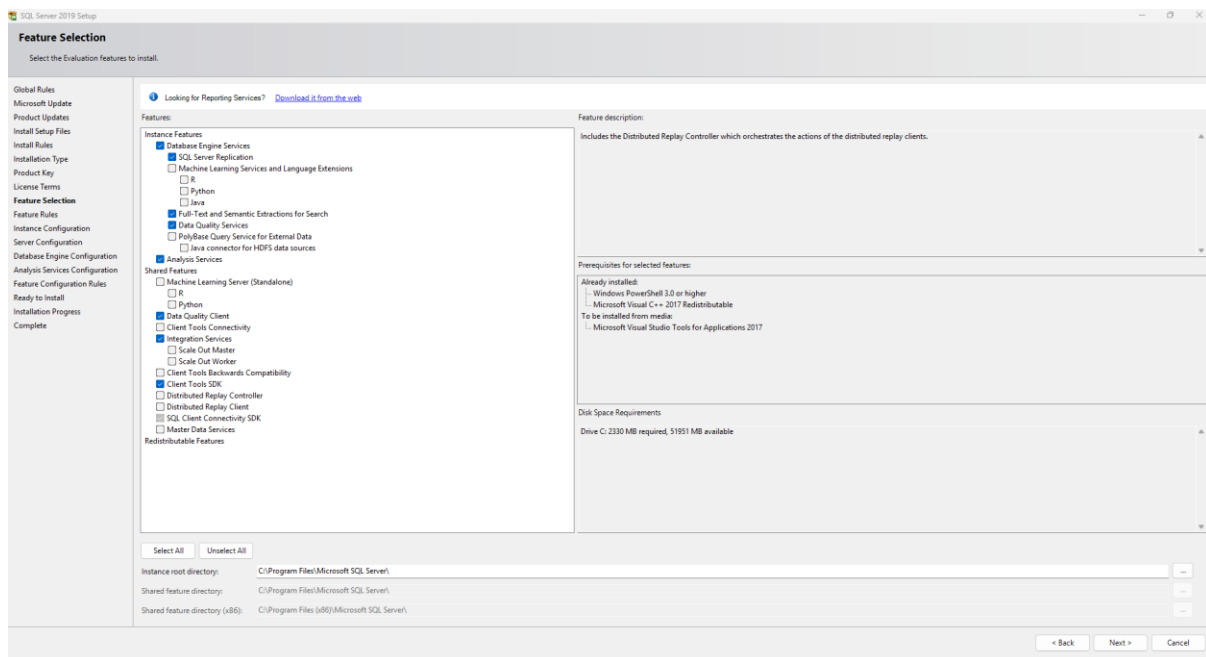 SQL Server 2019 Setup
Feature Selection
Select the Evaluation features to install.
Global Rules
Microsoft Update
Product Updates
Install Setup Files
Install Rules
Installation Type
Product Key
License Terms
Feature Selection
Feature Rules
Instance Configuration
Server Configuration
Database Engine Configuration
Analysis Services Configuration
Feature Configuration Rules
Ready to Install
Installation Progress
Complete
Looking for Reporting Services? Download it from the web
Features:
Instance Features
Database Engine Services
SQL Server Replication
Machine Learning Services and Language Extensions
R
Python
Java
Full-Text and Semantic Extractions for Search
Data Quality Services
PolyBase Query Service for External Data
Java connector for HDFS data sources
Analysis Services
Shared Features
Machine Learning Server (Standalone)
R
Python
Data Quality Client
Client Tools Connectivity
Integration Services
Scale Out Master
Scale Out Worker
Client Tools Backwards Compatibility
Client Tools SDK
Distributed Replay Controller
Distributed Replay Client
SQL Client Connectivity SDK
Master Data Services
Redistributable Features
Feature description:
Includes the Distributed Replay Controller which orchestrates the actions of the distributed replay clients.
Prerequisites for selected features:
Already installed:
Windows PowerShell 3.0 or higher
Microsoft Visual C++ 2017 Redistributable
To be installed from media:
Microsoft Visual Studio Tools for Applications 2017
Disk Space Requirements
Drive C: 2330 MB required, 51951 MB available
Select All Unselect All
Instance root directory: C:\Program Files\Microsoft SQL Server\ ...
Shared feature directory: C:\Program Files\Microsoft SQL Server\ ...
Shared feature directory (x86): C:\Program Files (x86)\Microsoft SQL Server\ ...
< Back Next > Cancel